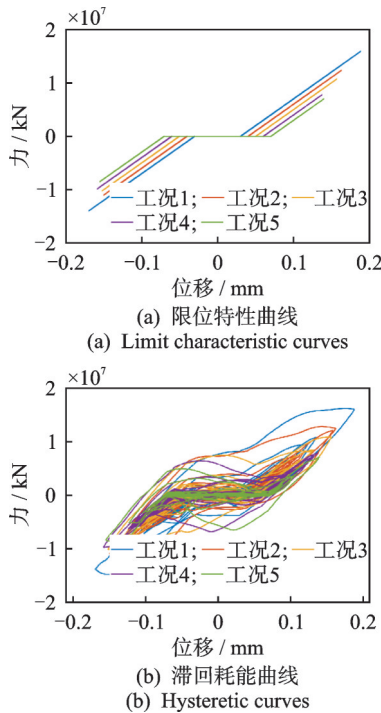 ×10⁷
2
1
0
−1
−2
力 / kN
工况1; 工况2; 工况3
工况4; 工况5
−0.2 −0.1 0 0.1 0.2
位移 / mm
(a) 限位特性曲线
(a) Limit characteristic curves
×10⁷
2
1
0
−1
−2
力 / kN
工况1; 工况2; 工况3
工况4; 工况5
−0.2 −0.1 0 0.1 0.2
位移 / mm
(b) 滞回耗能曲线
(b) Hysteretic curves